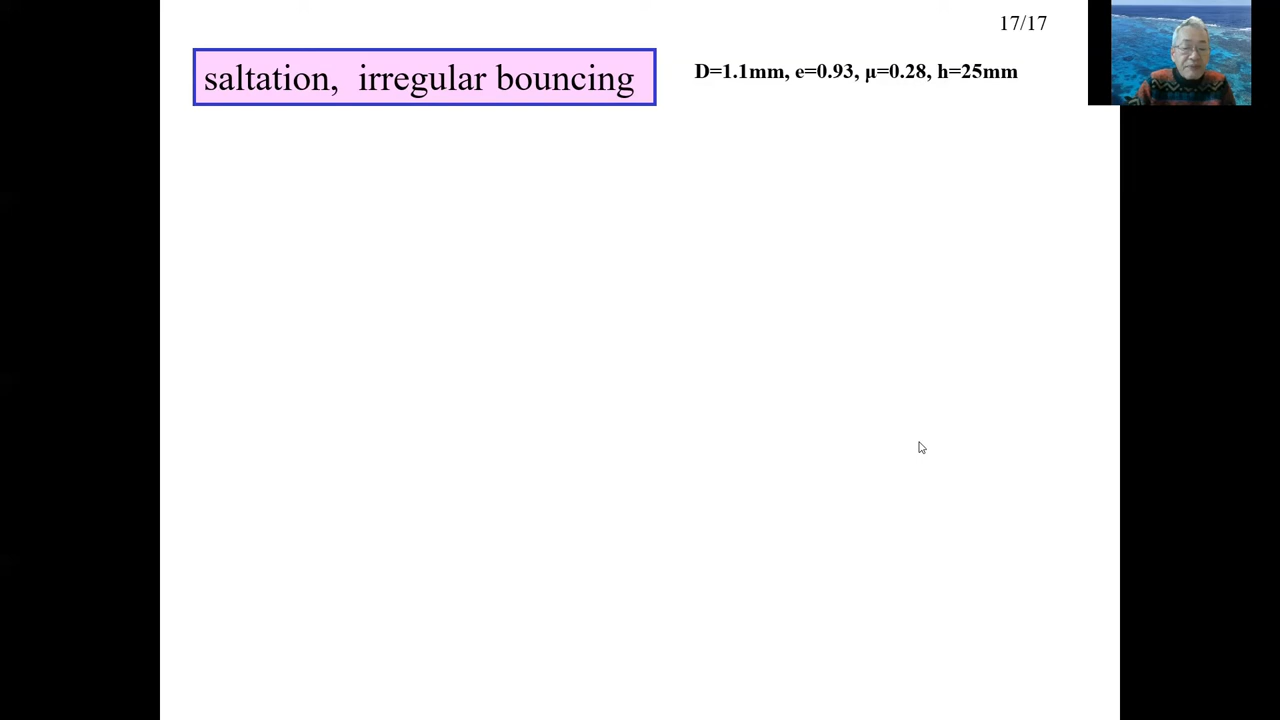 17/17
saltation, irregular bouncing
D=1.1mm, e=0.93, μ=0.28, h=25mm